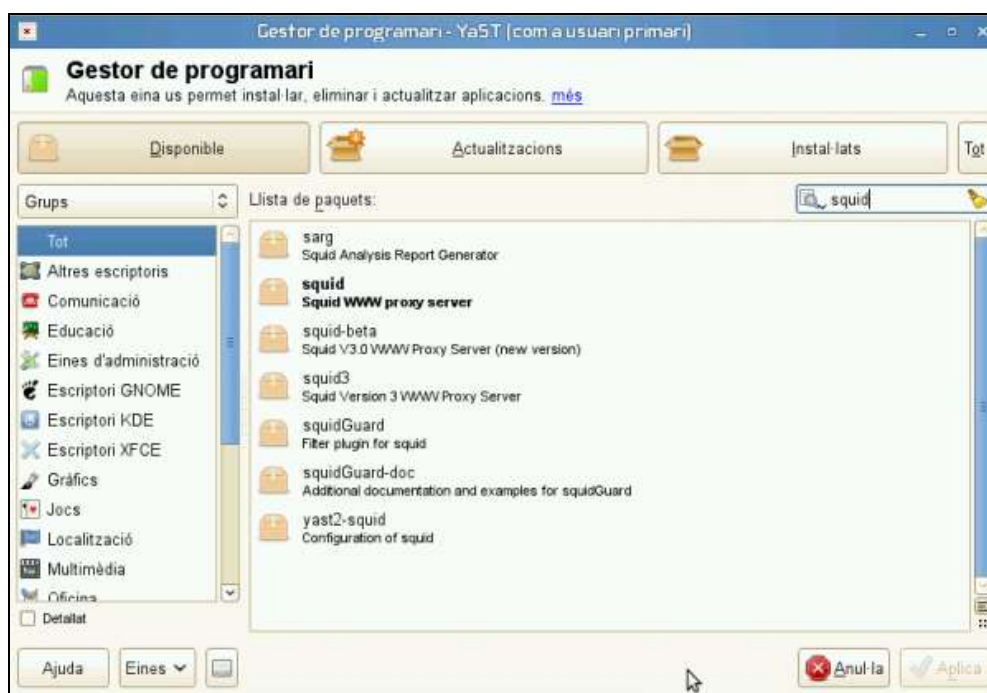 Gestor de programari - YaST (com a usuari primari)
Gestor de programari
Aquesta eina us permet instal·lar, eliminar i actualitzar aplicacions. més
Disponible
Actualitzacions
Instal·lats
Tot
Grups
Llista de paquets:
squid
Tot
Altres escriptoris
Comunicació
Educació
Eines d'administració
Escriptori GNOME
Escriptori KDE
Escriptori XFCE
Gràfics
Jocs
Localització
Multimèdia
Oficina
Detallat
sarg
Squid Analysis Report Generator
squid
Squid WWW proxy server
squid-beta
Squid V3.0 WWW Proxy Server (new version)
squid3
Squid Version 3 WWW Proxy Server
squidGuard
Filter plugin for squid
squidGuard-doc
Additional documentation and examples for squidGuard
yast2-squid
Configuration of squid
Ajuda
Eines
Anul·la
Aplica